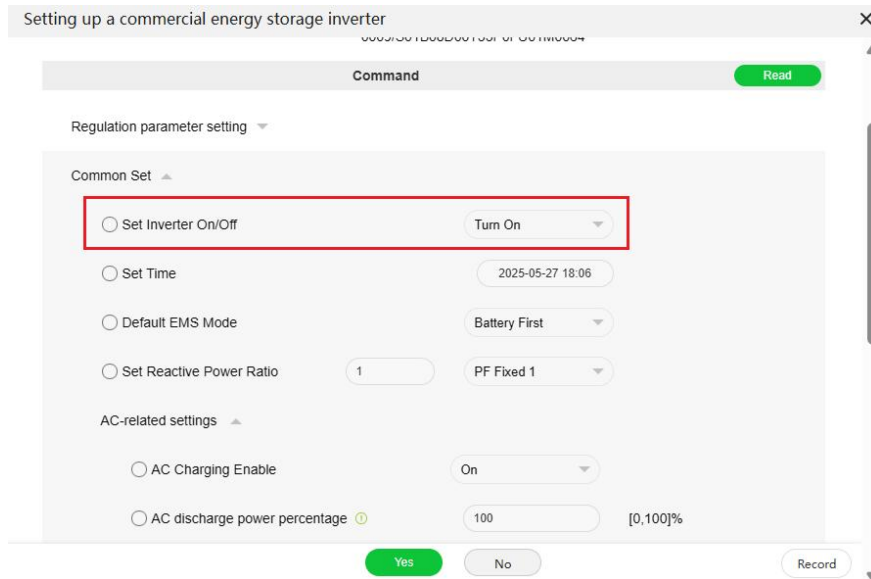 Setting up a commercial energy storage inverter
Command
Read
Regulation parameter setting
Common Set
Set Inverter On/Off
Turn On
Set Time
2025-05-27 18:06
Default EMS Mode
Battery First
Set Reactive Power Ratio
1
PF Fixed 1
AC-related settings
AC Charging Enable
On
AC discharge power percentage
100
[0,100]%
Yes
No
Record